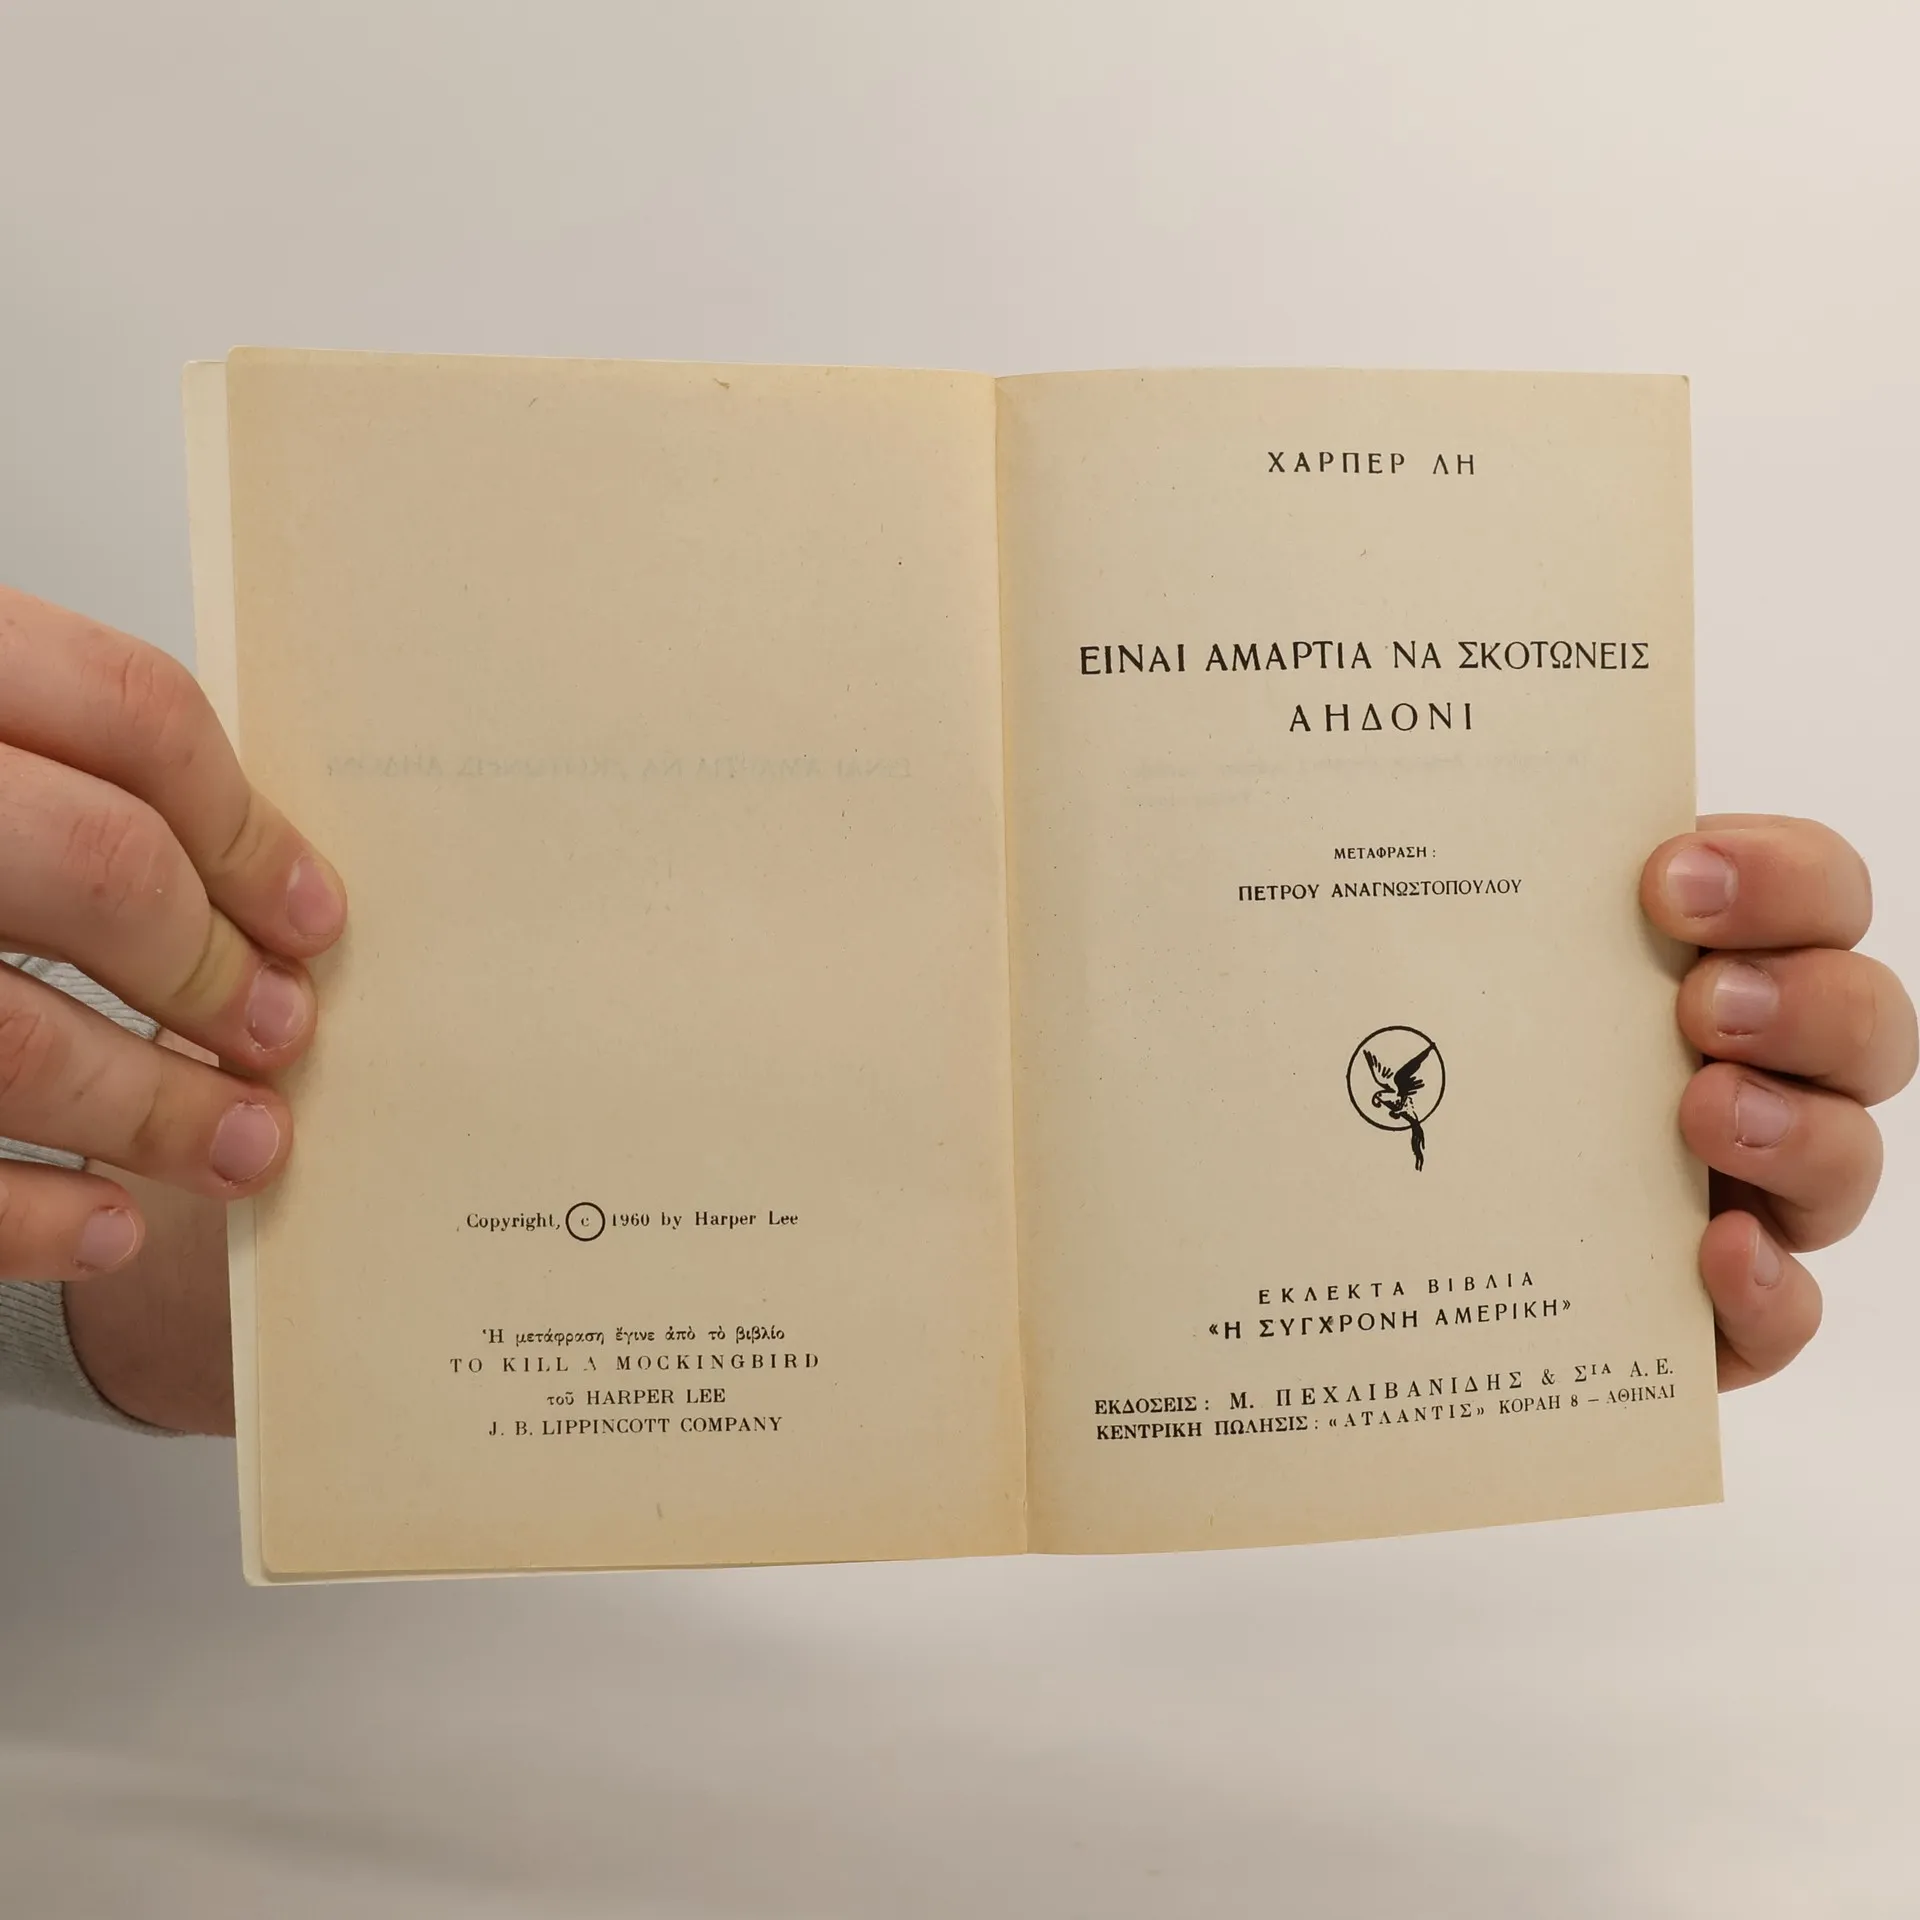 Copyright, © 1960 by Harper Lee
Ἡ μετάφραση ἔγινε ἀπὸ τὸ βιβλίο
TO KILL A MOCKINGBIRD
τοῦ HARPER LEE
J. B. LIPPINCOTT COMPANY
ΧΑΡΠΕΡ ΛΗ
ΕΙΝΑΙ ΑΜΑΡΤΙΑ ΝΑ ΣΚΟΤΩΝΕΙΣ
ΑΗΔΟΝΙ
ΜΕΤΑΦΡΑΣΗ :
ΠΕΤΡΟΥ ΑΝΑΓΝΩΣΤΟΠΟΥΛΟΥ
ΕΚΛΕΚΤΑ ΒΙΒΛΙΑ
«Η ΣΥΓΧΡΟΝΗ ΑΜΕΡΙΚΗ»
ΕΚΔΟΣΕΙΣ : Μ. ΠΕΧΛΙΒΑΝΙΔΗΣ & ΣΙΑ Α. Ε.
ΚΕΝΤΡΙΚΗ ΠΩΛΗΣΙΣ : «ΑΤΛΑΝΤΙΣ» ΚΟΡΑΗ 8 – ΑΘΗΝΑΙ